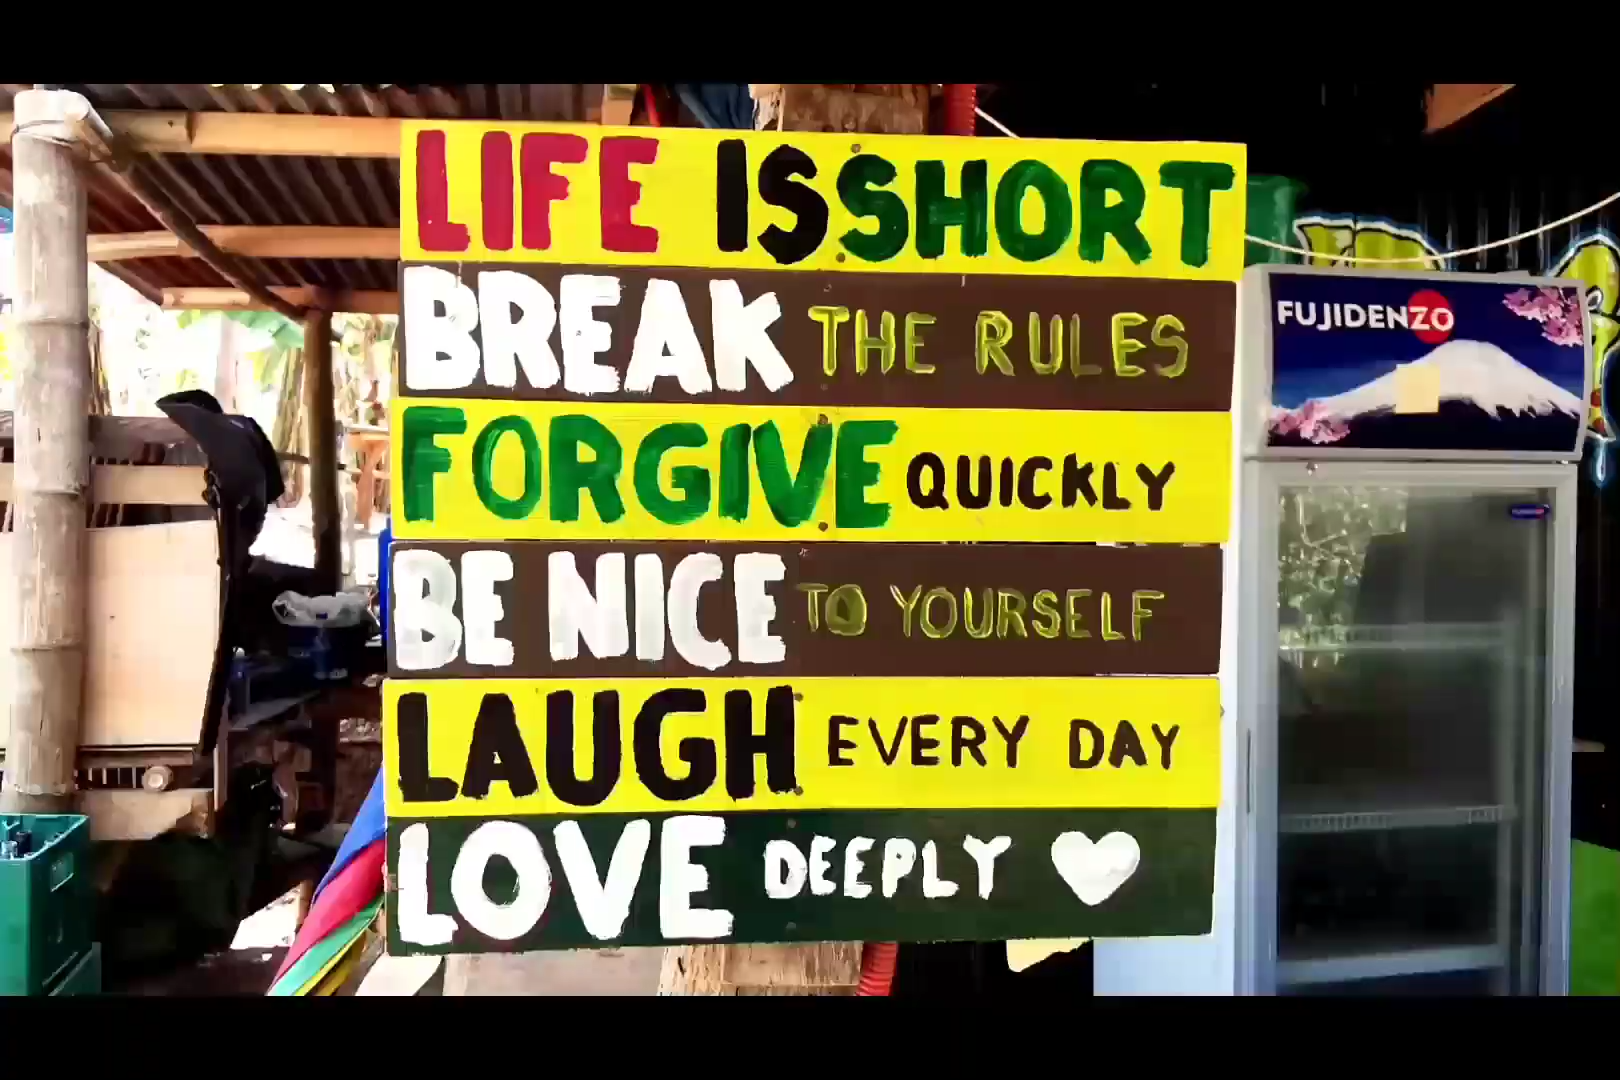 LIFE IS SHORT
BREAK THE RULES
FORGIVE QUICKLY
BE NICE TO YOURSELF
LAUGH EVERY DAY
LOVE DEEPLY
FUJIDENZO